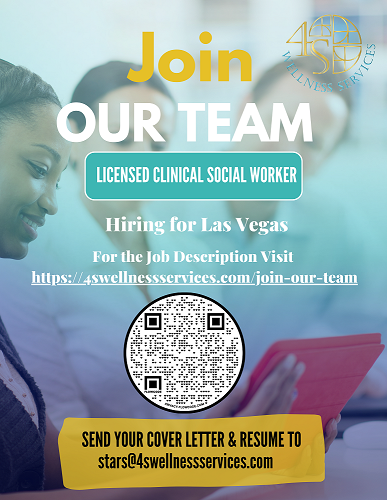 Join
4S
WELLNESS SERVICES
OUR TEAM
LICENSED CLINICAL SOCIAL WORKER
Hiring for Las Vegas
For the Job Description Visit
https://4swellnessservices.com/join-our-team
SEND YOUR COVER LETTER & RESUME TO
stars@4swellnessservices.com